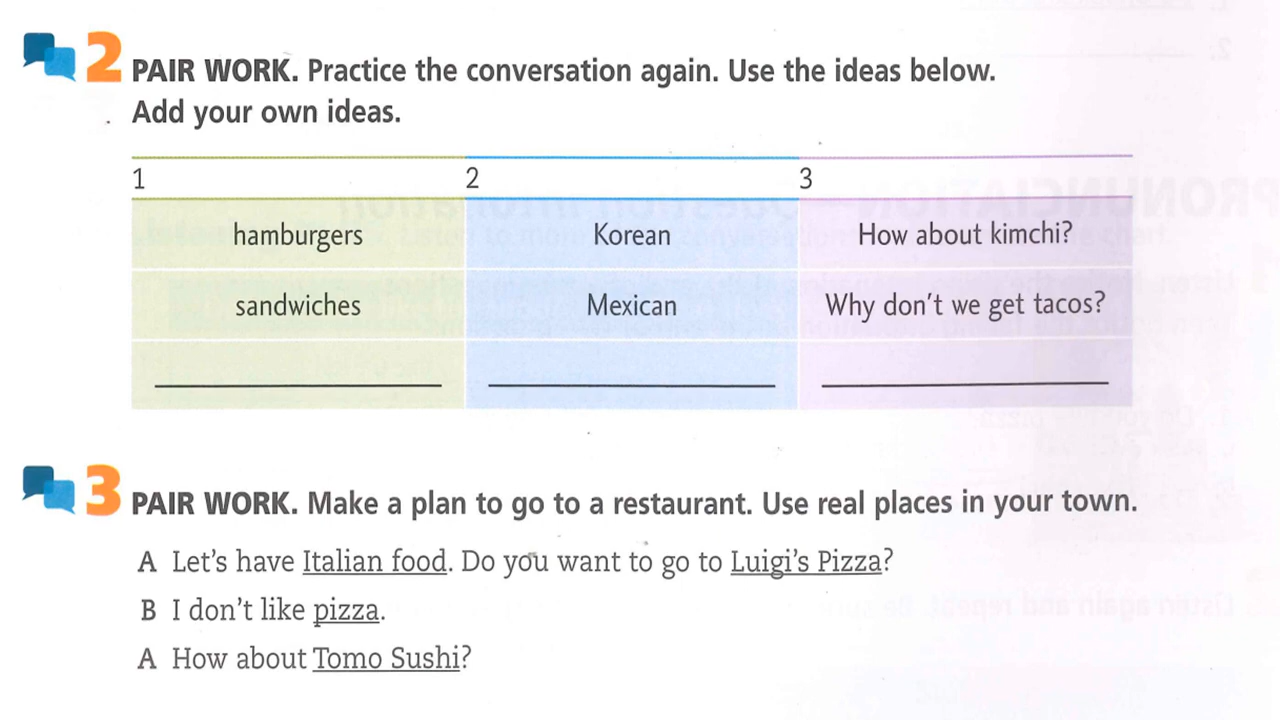 2 PAIR WORK. Practice the conversation again. Use the ideas below.
Add your own ideas.
1 2 3
hamburgers Korean How about kimchi?
sandwiches Mexican Why don't we get tacos?
3 PAIR WORK. Make a plan to go to a restaurant. Use real places in your town.
A Let's have Italian food. Do you want to go to Luigi's Pizza?
B I don't like pizza.
A How about Tomo Sushi?